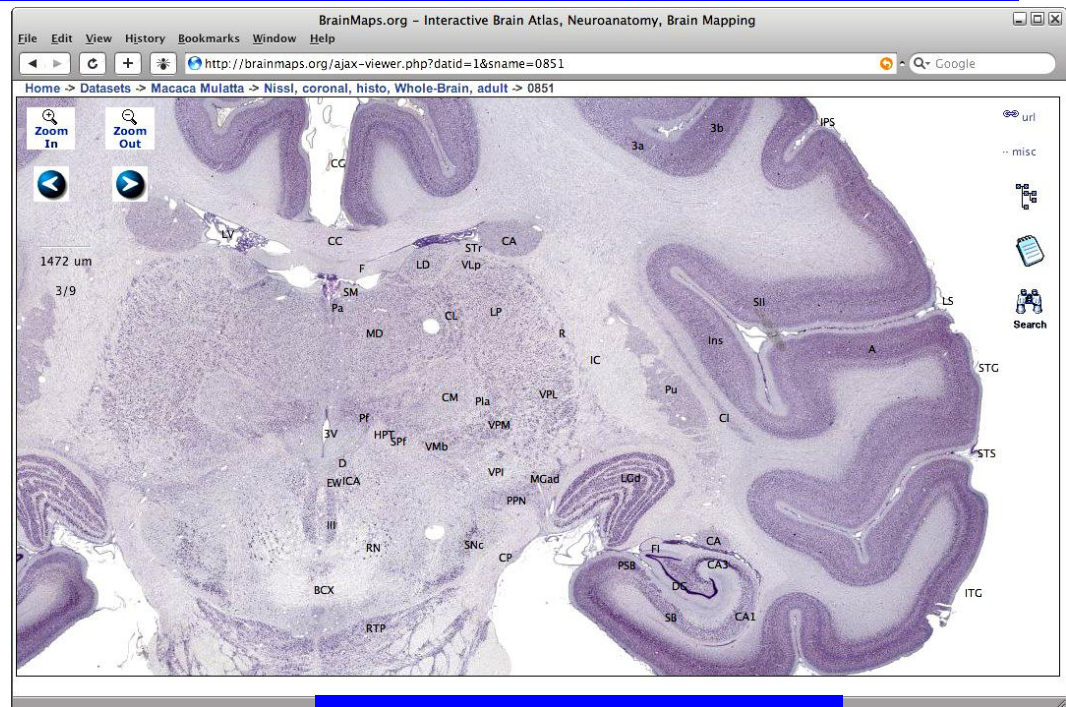 BrainMaps.org – Interactive Brain Atlas, Neuroanatomy, Brain Mapping
File Edit View History Bookmarks Window Help
http://brainmaps.org/ajax-viewer.php?datid=1&sname=0851
Google
Home -> Datasets -> Macaca Mulatta -> Nissl, coronal, histo, Whole-Brain, adult -> 0851
Zoom In
Zoom Out
url
misc
Search
1472 um
3/9
3b
IPS
3a
CG
LV
CC
STr
CA
F
LD
VLp
SM
Pa
CL
LP
SII
LS
MD
R
Ins
A
IC
STG
Pu
CM
Pla
VPL
Pf
Cl
3V
HPT
SPf
VPM
VMb
STS
D
EW
ICA
VPI
MGad
LGd
PPN
III
RN
SNc
CP
FI
CA
PSB
CA3
BCX
DG
ITG
RTP
SB
CA1